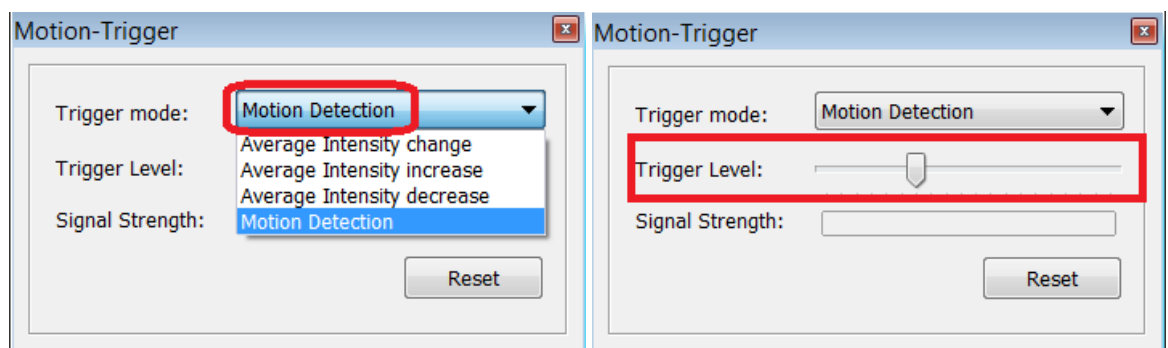 Motion-Trigger
Trigger mode: Motion Detection
Average Intensity change
Trigger Level: Average Intensity increase
Average Intensity decrease
Signal Strength: Motion Detection
Reset
Motion-Trigger
Trigger mode: Motion Detection
Trigger Level:
Signal Strength:
Reset